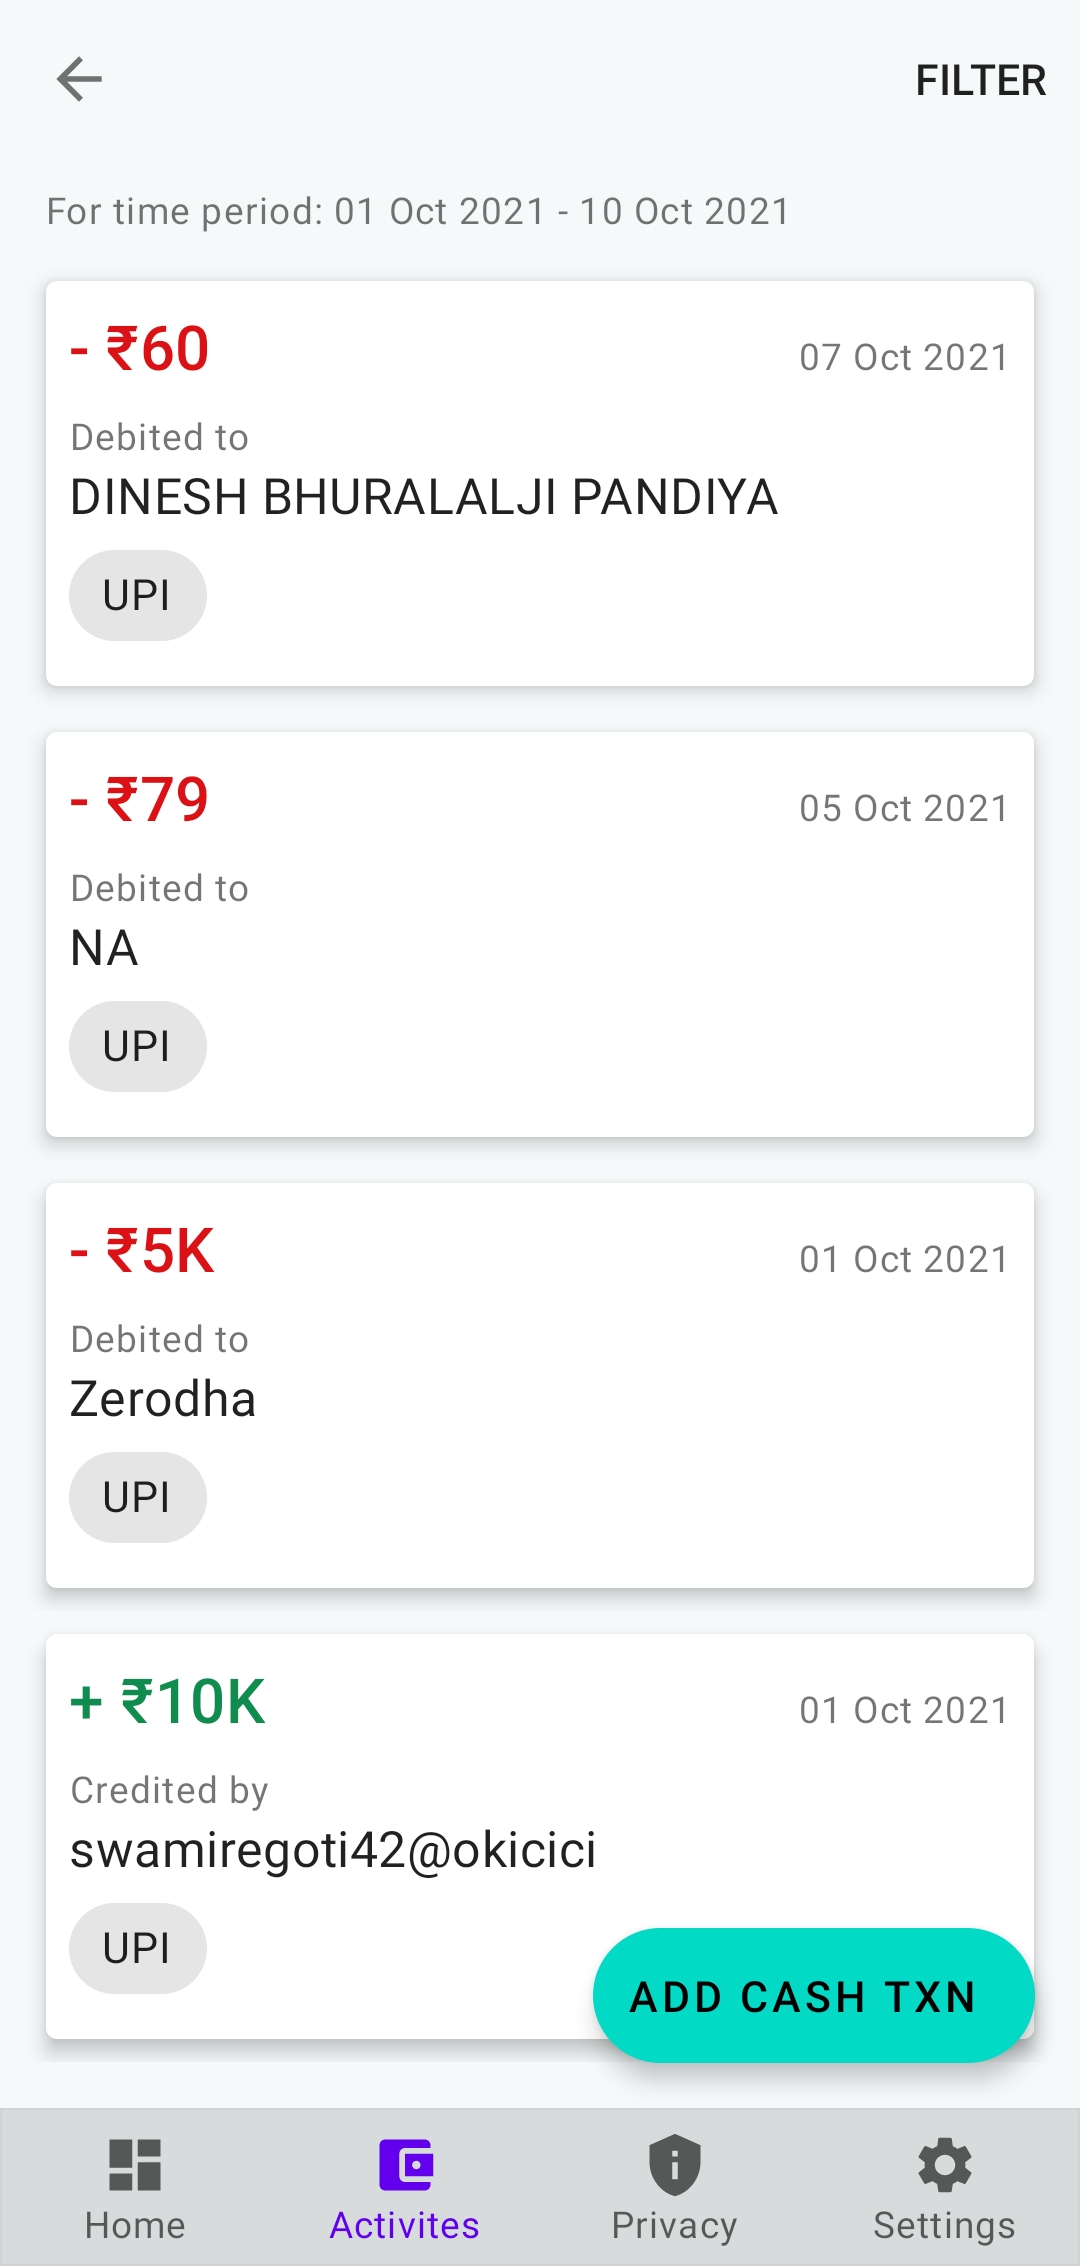 FILTER
For time period: 01 Oct 2021 - 10 Oct 2021
- ₹60
07 Oct 2021
Debited to
DINESH BHURALALJI PANDIYA
UPI
- ₹79
05 Oct 2021
Debited to
NA
UPI
- ₹5K
01 Oct 2021
Debited to
Zerodha
UPI
+ ₹10K
01 Oct 2021
Credited by
swamiregoti42@okicici
UPI
ADD CASH TXN
Home
Activites
Privacy
Settings